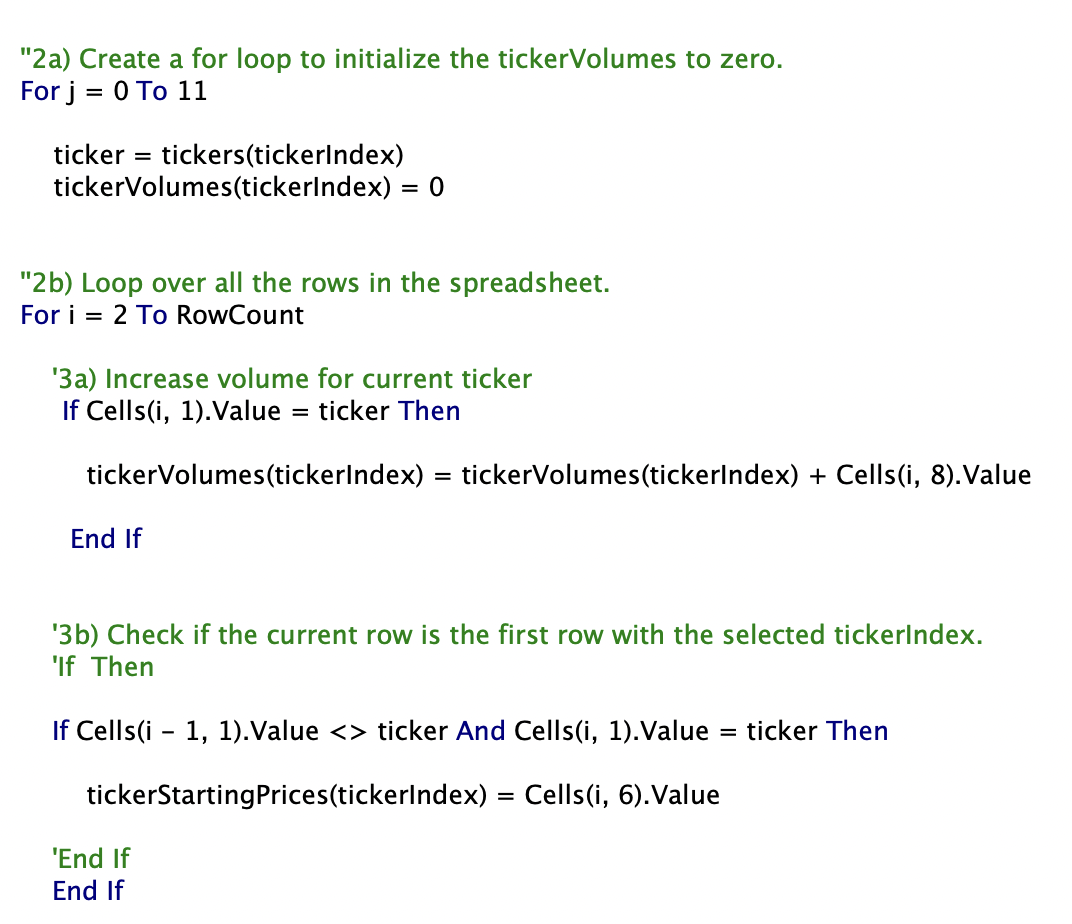 "2a) Create a for loop to initialize the tickerVolumes to zero.
For j = 0 To 11
ticker = tickers(tickerIndex)
tickerVolumes(tickerIndex) = 0
"2b) Loop over all the rows in the spreadsheet.
For i = 2 To RowCount
'3a) Increase volume for current ticker
If Cells(i, 1).Value = ticker Then
tickerVolumes(tickerIndex) = tickerVolumes(tickerIndex) + Cells(i, 8).Value
End If
'3b) Check if the current row is the first row with the selected tickerIndex.
'If  Then
If Cells(i - 1, 1).Value <> ticker And Cells(i, 1).Value = ticker Then
tickerStartingPrices(tickerIndex) = Cells(i, 6).Value
'End If
End If